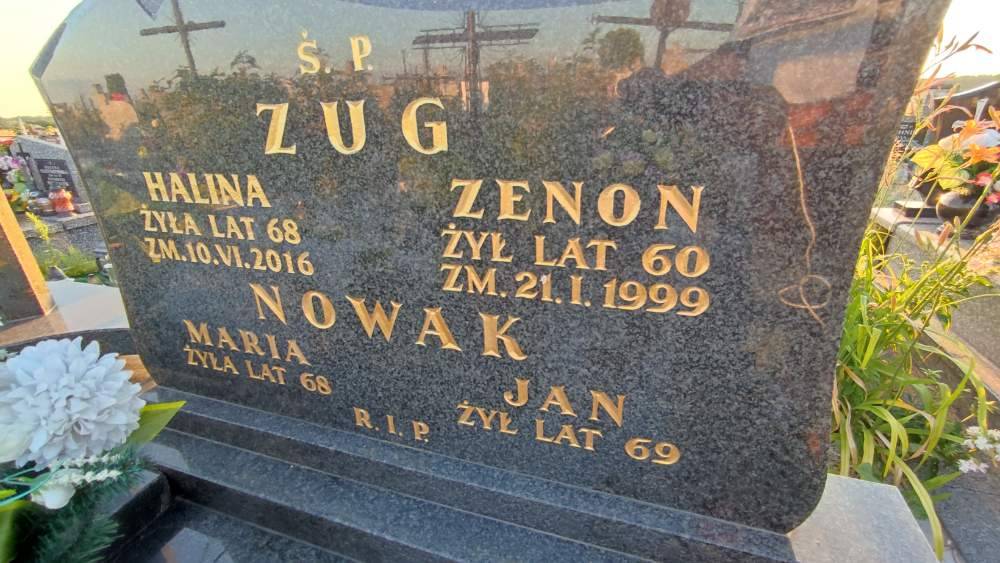 Ś. P.
ZUG
HALINA
ŻYŁA LAT 68
ZM.10.VI.2016
ZENON
ŻYŁ LAT 60
ZM. 21. I. 1999
NOWAK
MARIA
ŻYŁA LAT 68
JAN
ŻYŁ LAT 69
R.I.P.